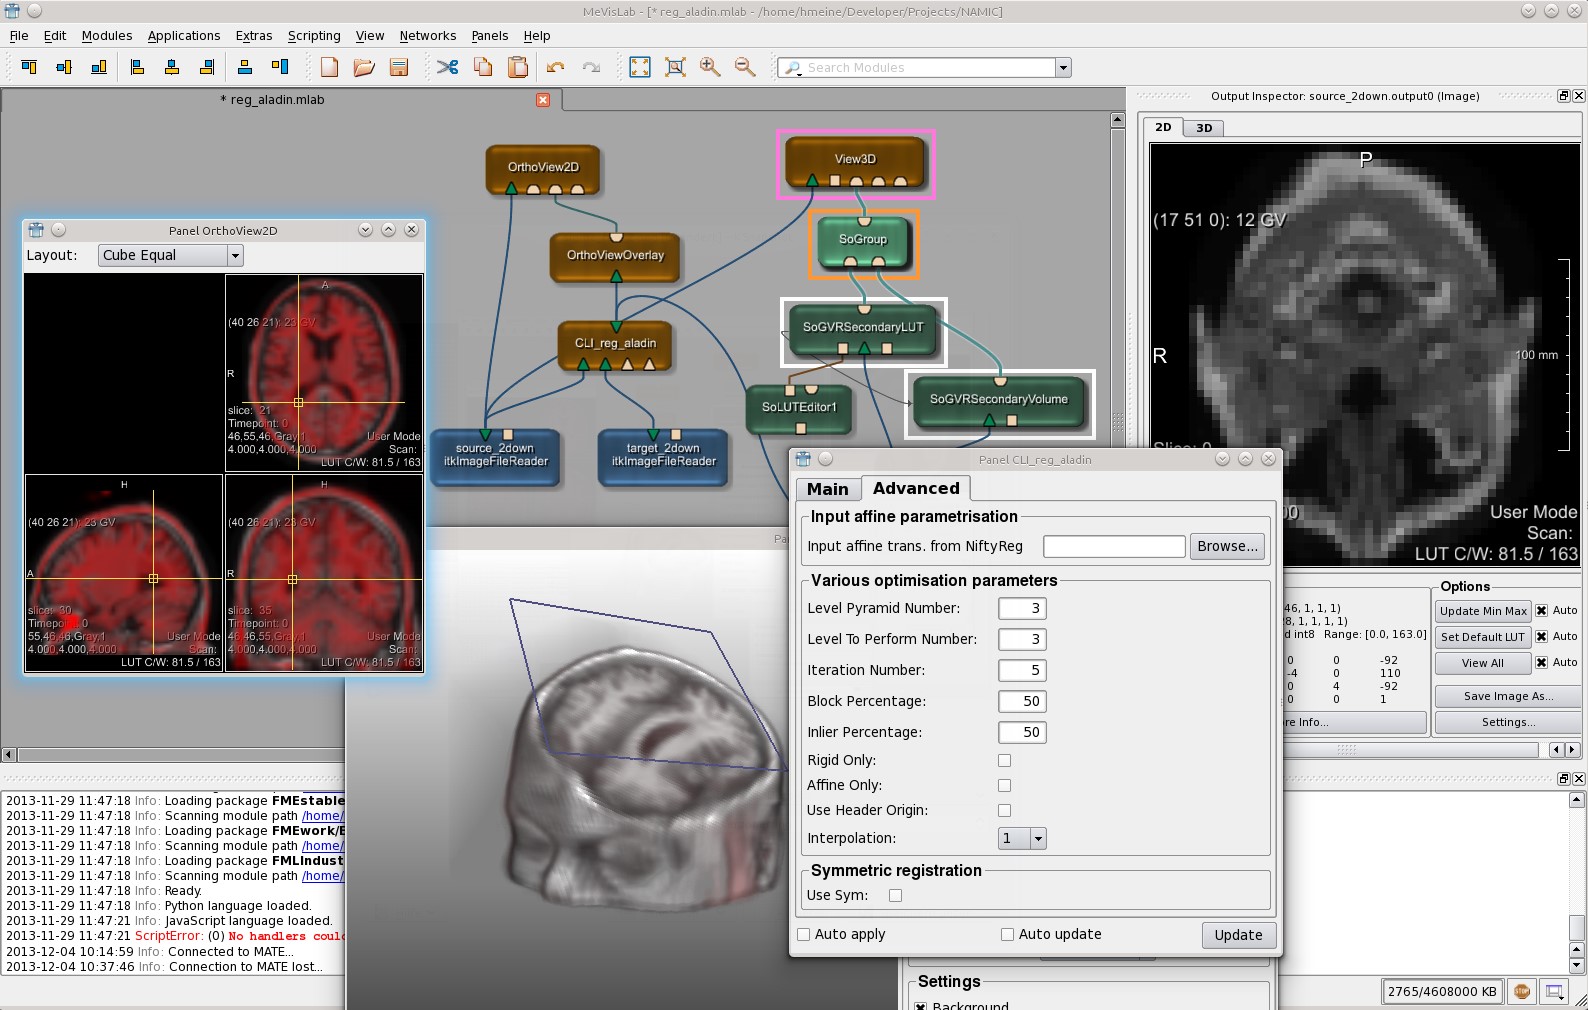 MeVisLab - [* reg_aladin.mlab - /home/hmeine/Developer/Projects/NAMIC]
File Edit Modules Applications Extras Scripting View Networks Panels Help
Search Modules
* reg_aladin.mlab
Output Inspector: source_2down.output0 (Image)
2D 3D
P
(17 51 0): 12 GV
R
100 mm
User Mode
Scan:
LUT C/W: 81.5 / 163
OrthoView2D
View3D
SoGroup
OrthoViewOverlay
SoGVRSecondaryLUT
CLI_reg_aladin
SoGVRSecondaryVolume
SoLUTEditor1
source_2down
itkImageFileReader
target_2down
itkImageFileReader
Panel OrthoView2D
Layout: Cube Equal
A
(40 26 21): 23 GV
R
slice: 21
Timepoint: 0
46,55,46,Gray,1 User Mode
4.000,4.000,4.000 Scan:
LUT C/W: 81.5 / 163
H
(40 26 21): 23 GV
A
slice: 30
Timepoint: 0
55,46,46,Gray,1 User Mode
4.000,4.000,4.000 Scan:
LUT C/W: 81.5 / 163
H
(40 26 21): 23 GV
R
slice: 35
Timepoint: 0
46,46,55,Gray,1 User Mode
4.000,4.000,4.000 Scan:
LUT C/W: 81.5 / 163
Panel CLI_reg_aladin
Main Advanced
Input affine parametrisation
Input affine trans. from NiftyReg Browse...
Various optimisation parameters
Level Pyramid Number: 3
Level To Perform Number: 3
Iteration Number: 5
Block Percentage: 50
Inlier Percentage: 50
Rigid Only:
Affine Only:
Use Header Origin:
Interpolation: 1
Symmetric registration
Use Sym:
Auto apply Auto update Update
Settings
Background
46, 1, 1, 1)
8, 1, 1, 1)
d int8 Range: [0.0, 163.0]
0 0 -92
-4 0 110
0 4 -92
0 0 1
re Info...
Options
Update Min Max Auto
Set Default LUT Auto
View All Auto
Save Image As...
Settings...
2013-11-29 11:47:18 Info: Loading package FMEstable
2013-11-29 11:47:18 Info: Scanning module path /home/
2013-11-29 11:47:18 Info: Loading package FMEwork/
2013-11-29 11:47:18 Info: Scanning module path /home/
2013-11-29 11:47:18 Info: Loading package FMLIndust
2013-11-29 11:47:18 Info: Scanning module path /home/
2013-11-29 11:47:18 Info: Ready.
2013-11-29 11:47:18 Info: Python language loaded.
2013-11-29 11:47:21 Info: JavaScript language loaded.
2013-11-29 11:47:21 ScriptError: (0) No handlers could
2013-12-04 10:14:59 Info: Connected to MATE...
2013-12-04 10:37:46 Info: Connection to MATE lost...
2765/4608000 KB